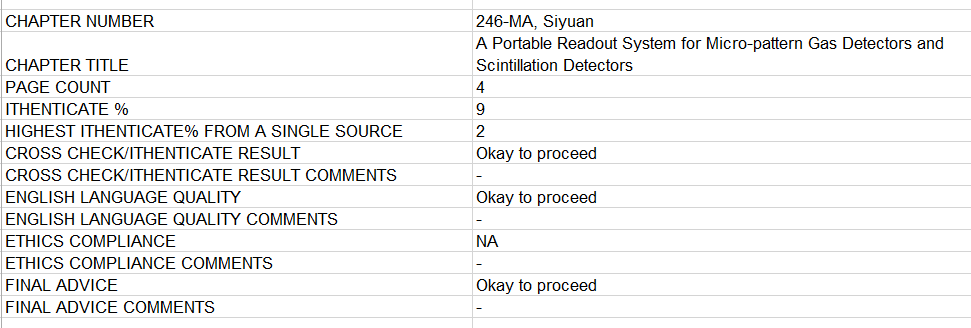 CHAPTER NUMBER 246-MA, Siyuan
A Portable Readout System for Micro-pattern Gas Detectors and
CHAPTER TITLE Scintillation Detectors
PAGE COUNT 4
ITHENTICATE % 9
HIGHEST ITHENTICATE% FROM A SINGLE SOURCE 2
CROSS CHECK/ITHENTICATE RESULT Okay to proceed
CROSS CHECK/ITHENTICATE RESULT COMMENTS -
ENGLISH LANGUAGE QUALITY Okay to proceed
ENGLISH LANGUAGE QUALITY COMMENTS -
ETHICS COMPLIANCE NA
ETHICS COMPLIANCE COMMENTS -
FINAL ADVICE Okay to proceed
FINAL ADVICE COMMENTS -